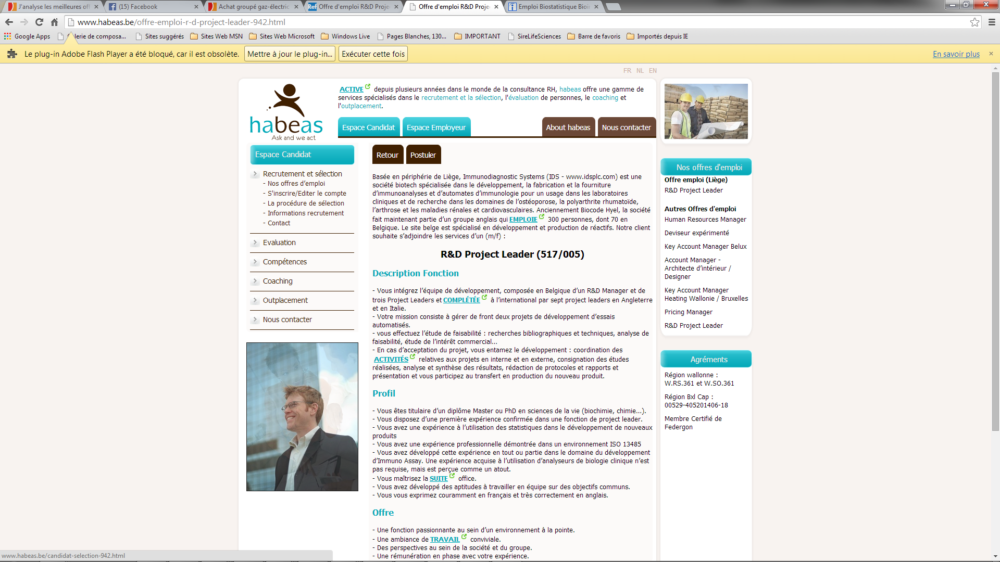 J'analyse les meilleures off
(15) Facebook
Achat groupé gaz-électric
Offre d'emploi R&D Proje
Offre d'emploi R&D Proje
Emploi Biostatistique Bioi
www.habeas.be/offre-emploi-r-d-project-leader-942.html
Google Apps
lerie de composa...
Sites suggérés
Sites Web MSN
Sites Web Microsoft
Windows Live
Pages Blanches, 130...
IMPORTANT
SireLifeSciences
Barre de favoris
Importés depuis IE
Le plug-in Adobe Flash Player a été bloqué, car il est obsolète.
Mettre à jour le plug-in...
Exécuter cette fois
En savoir plus
FR NL EN
habeas
Ask and we act
ACTIVE depuis plusieurs années dans le monde de la consultance RH, habeas offre une gamme de
services spécialisés dans le recrutement et la sélection, l'évaluation de personnes, le coaching et
l'outplacement.
Espace Candidat
Espace Employeur
About habeas
Nous contacter
Espace Candidat
Recrutement et sélection
- Nos offres d’emploi
- S'inscrire/Editer le compte
- La procédure de sélection
- Informations recrutement
- Contact
Evaluation
Compétences
Coaching
Outplacement
Nous contacter
Retour
Postuler
Basée en périphérie de Liège, Immunodiagnostic Systems (IDS - www.idsplc.com) est une
société biotech spécialisée dans le développement, la fabrication et la fourniture
d’immunoanalyses et d’automates d’immunologie pour un usage dans les laboratoires
cliniques et de recherche dans les domaines de l’ostéoporose, la polyarthrite rhumatoïde,
l’arthrose et les maladies rénales et cardiovasculaires. Anciennement Biocode Hyel, la société
fait maintenant partie d’un groupe anglais qui EMPLOIE 300 personnes, dont 70 en
Belgique. Le site belge est spécialisé en développement et production de réactifs. Notre client
souhaite s’adjoindre les services d’un (m/f) :
R&D Project Leader (517/005)
Description Fonction
- Vous intégrez l’équipe de développement, composée en Belgique d’un R&D Manager et de
trois Project Leaders et COMPLÉTÉE à l’international par sept project leaders en Angleterre
et en Italie.
- Votre mission consiste à gérer de front deux projets de développement d’essais
automatisés.
- vous effectuez l’étude de faisabilité : recherches bibliographiques et techniques, analyse de
faisabilité, étude de l’intérêt commercial...
- En cas d’acceptation du projet, vous entamez le développement : coordination des
ACTIVITÉS relatives aux projets en interne et en externe, consignation des études
réalisées, analyse et synthèse des résultats, rédaction de protocoles et rapports et
présentation et vous participez au transfert en production du nouveau produit.
Profil
- Vous êtes titulaire d’un diplôme Master ou PhD en sciences de la vie (biochimie, chimie...).
- Vous disposez d’une première expérience confirmée dans une fonction de project leader.
- Vous avez une expérience à l’utilisation des statistiques dans le développement de nouveaux
produits
- Vous avez une expérience professionnelle démontrée dans un environnement ISO 13485
- Vous avez développé cette expérience en tout ou partie dans le domaine du développement
d’Immuno Assay. Une expérience acquise à l’utilisation d’analyseurs de biologie clinique n’est
pas requise, mais est perçue comme un atout.
- Vous maîtrisez la SUITE office.
- Vous avez développé des aptitudes à travailler en équipe sur des objectifs communs.
- Vous vous exprimez couramment en français et très correctement en anglais.
Offre
- Une fonction passionnante au sein d’un environnement à la pointe.
- Une ambiance de TRAVAIL conviviale.
- Des perspectives au sein de la société et du groupe.
- Une rémunération en phase avec votre expérience.
Nos offres d'emploi
Offre emploi (Liège)
R&D Project Leader
Autres Offres d'emploi
Human Resources Manager
Deviseur expérimenté
Key Account Manager Belux
Account Manager -
Architecte d’intérieur /
Designer
Key Account Manager
Heating Wallonie / Bruxelles
Pricing Manager
R&D Project Leader
Agréments
Région wallonne :
W.RS.361 et W.SO.361
Région Bxl Cap :
00529-405201406-18
Membre Certifié de
Federgon
www.habeas.be/candidat-selection-942.html